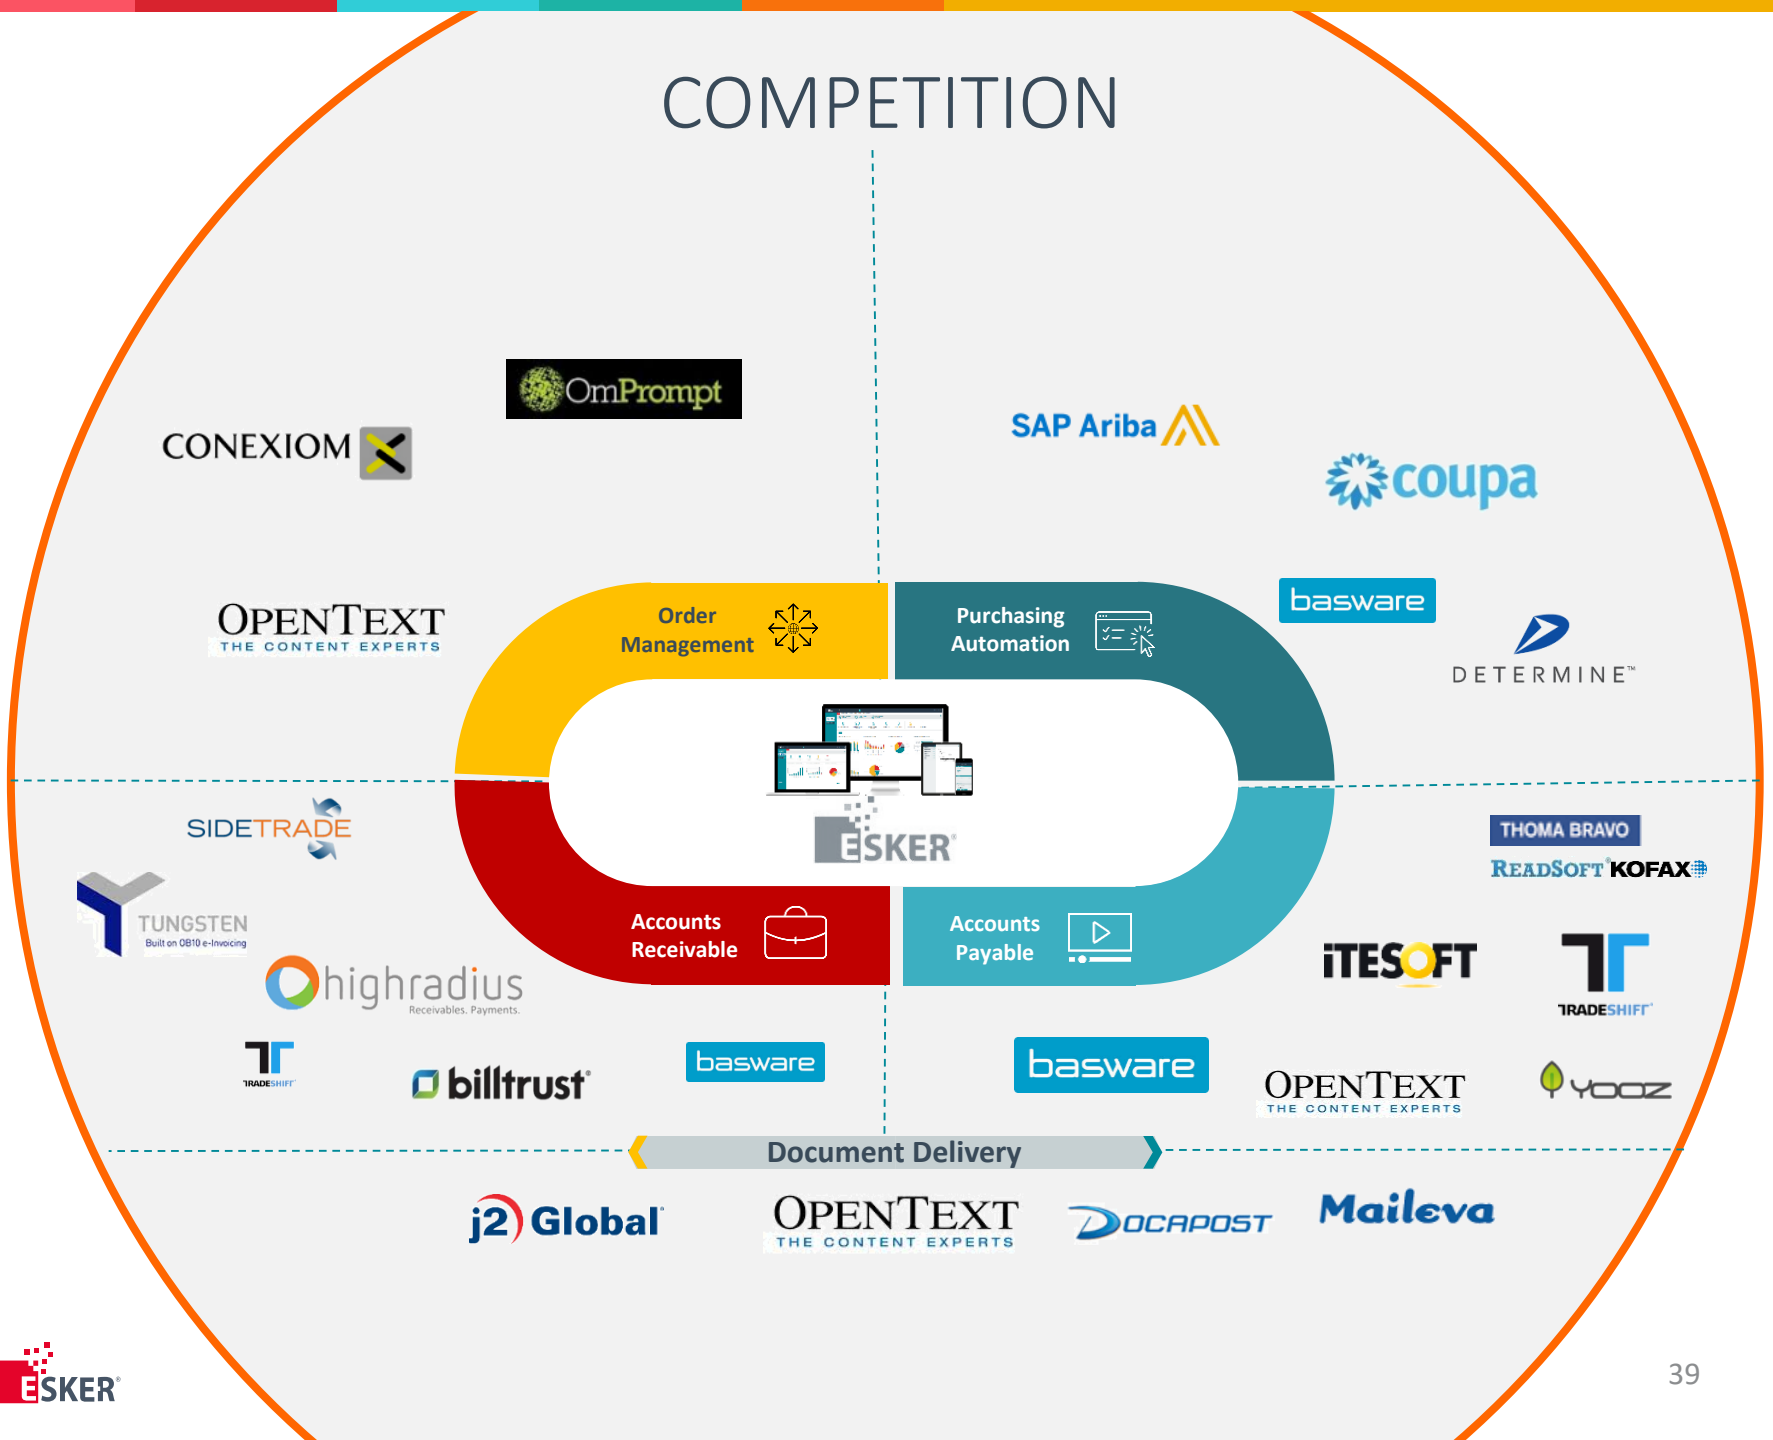 COMPETITION
OmPrompt
CONEXIOM
SAP Ariba
coupa
OPENTEXT
THE CONTENT EXPERTS
Order
Management
Purchasing
Automation
basware
DETERMINE™
ESKER®
SIDETRADE
TUNGSTEN
Built on OB10 e-Invoicing
highradius
Receivables. Payments.
TRADESHIFT
billtrust
basware
Accounts
Receivable
Accounts
Payable
THOMA BRAVO
READSOFT® KOFAX
iTESOFT
TRADESHIFT
basware
OPENTEXT
THE CONTENT EXPERTS
YOOZ
Document Delivery
j2 Global
OPENTEXT
THE CONTENT EXPERTS
DOCAPOST
Maileva
ESKER®
39